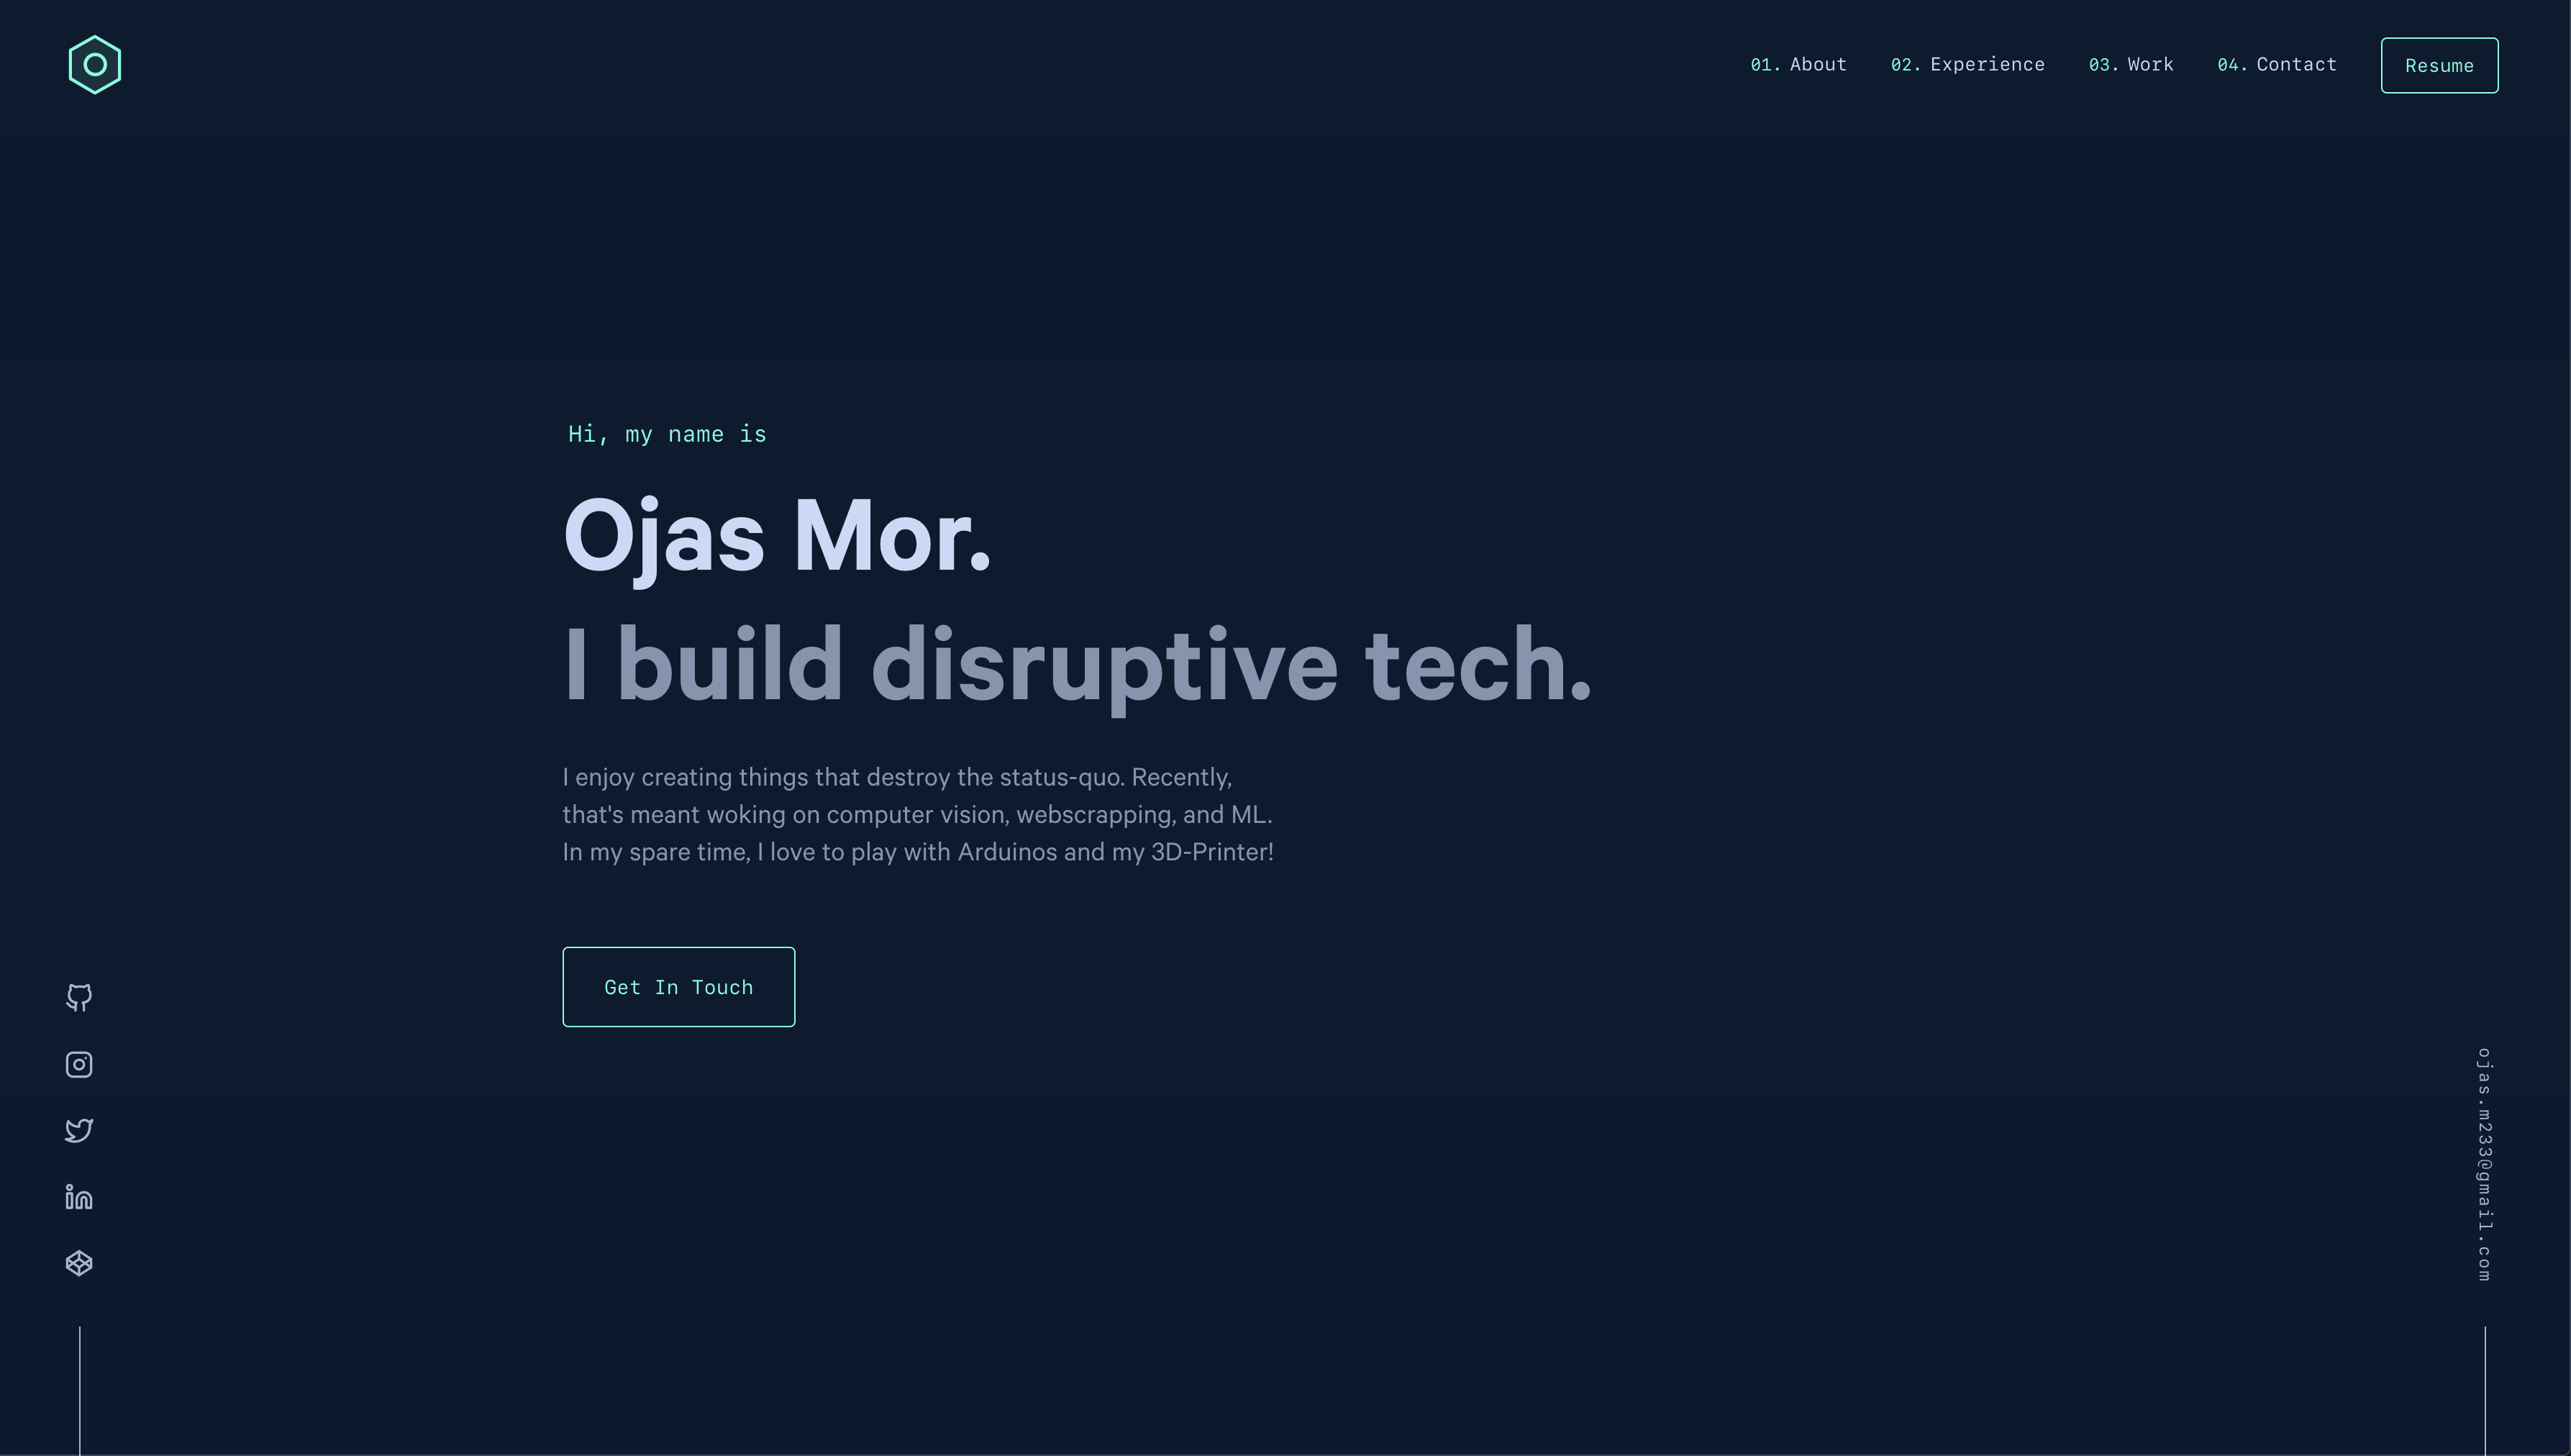 01. About 02. Experience 03. Work 04. Contact Resume
Hi, my name is
Ojas Mor.
I build disruptive tech.
I enjoy creating things that destroy the status-quo. Recently,
that's meant woking on computer vision, webscrapping, and ML.
In my spare time, I love to play with Arduinos and my 3D-Printer!
Get In Touch
ojas.m233@gmail.com